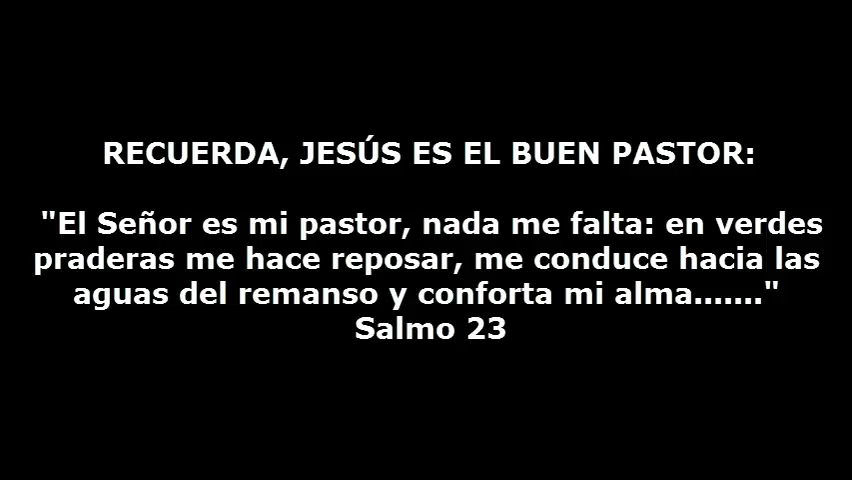 RECUERDA, JESÚS ES EL BUEN PASTOR:
"El Señor es mi pastor, nada me falta: en verdes
praderas me hace reposar, me conduce hacia las
aguas del remanso y conforta mi alma......."
Salmo 23